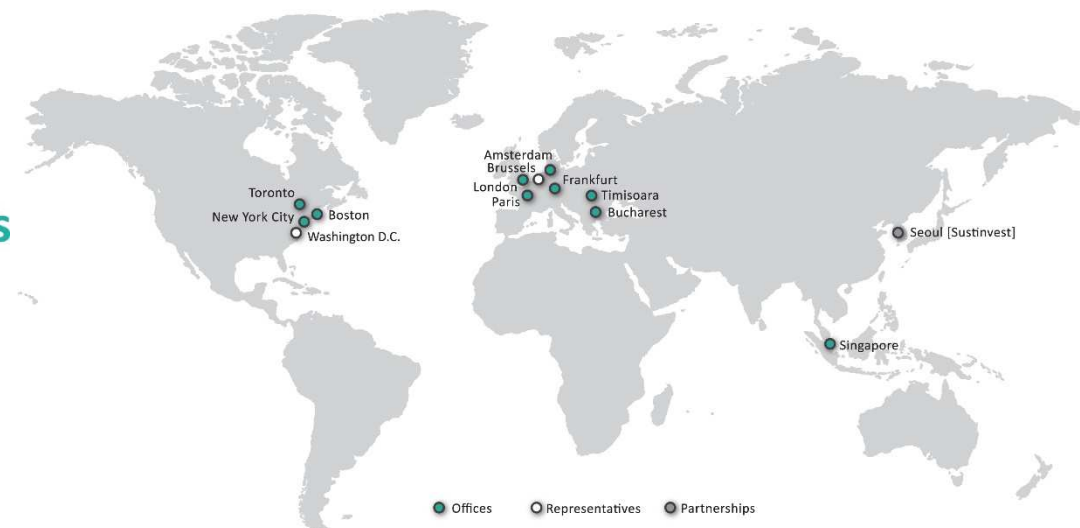 s
Toronto
New York City
Boston
Washington D.C.
Amsterdam
Brussels
London
Paris
Frankfurt
Timisoara
Bucharest
Seoul [Sustinvest]
Singapore
Offices
Representatives
Partnerships